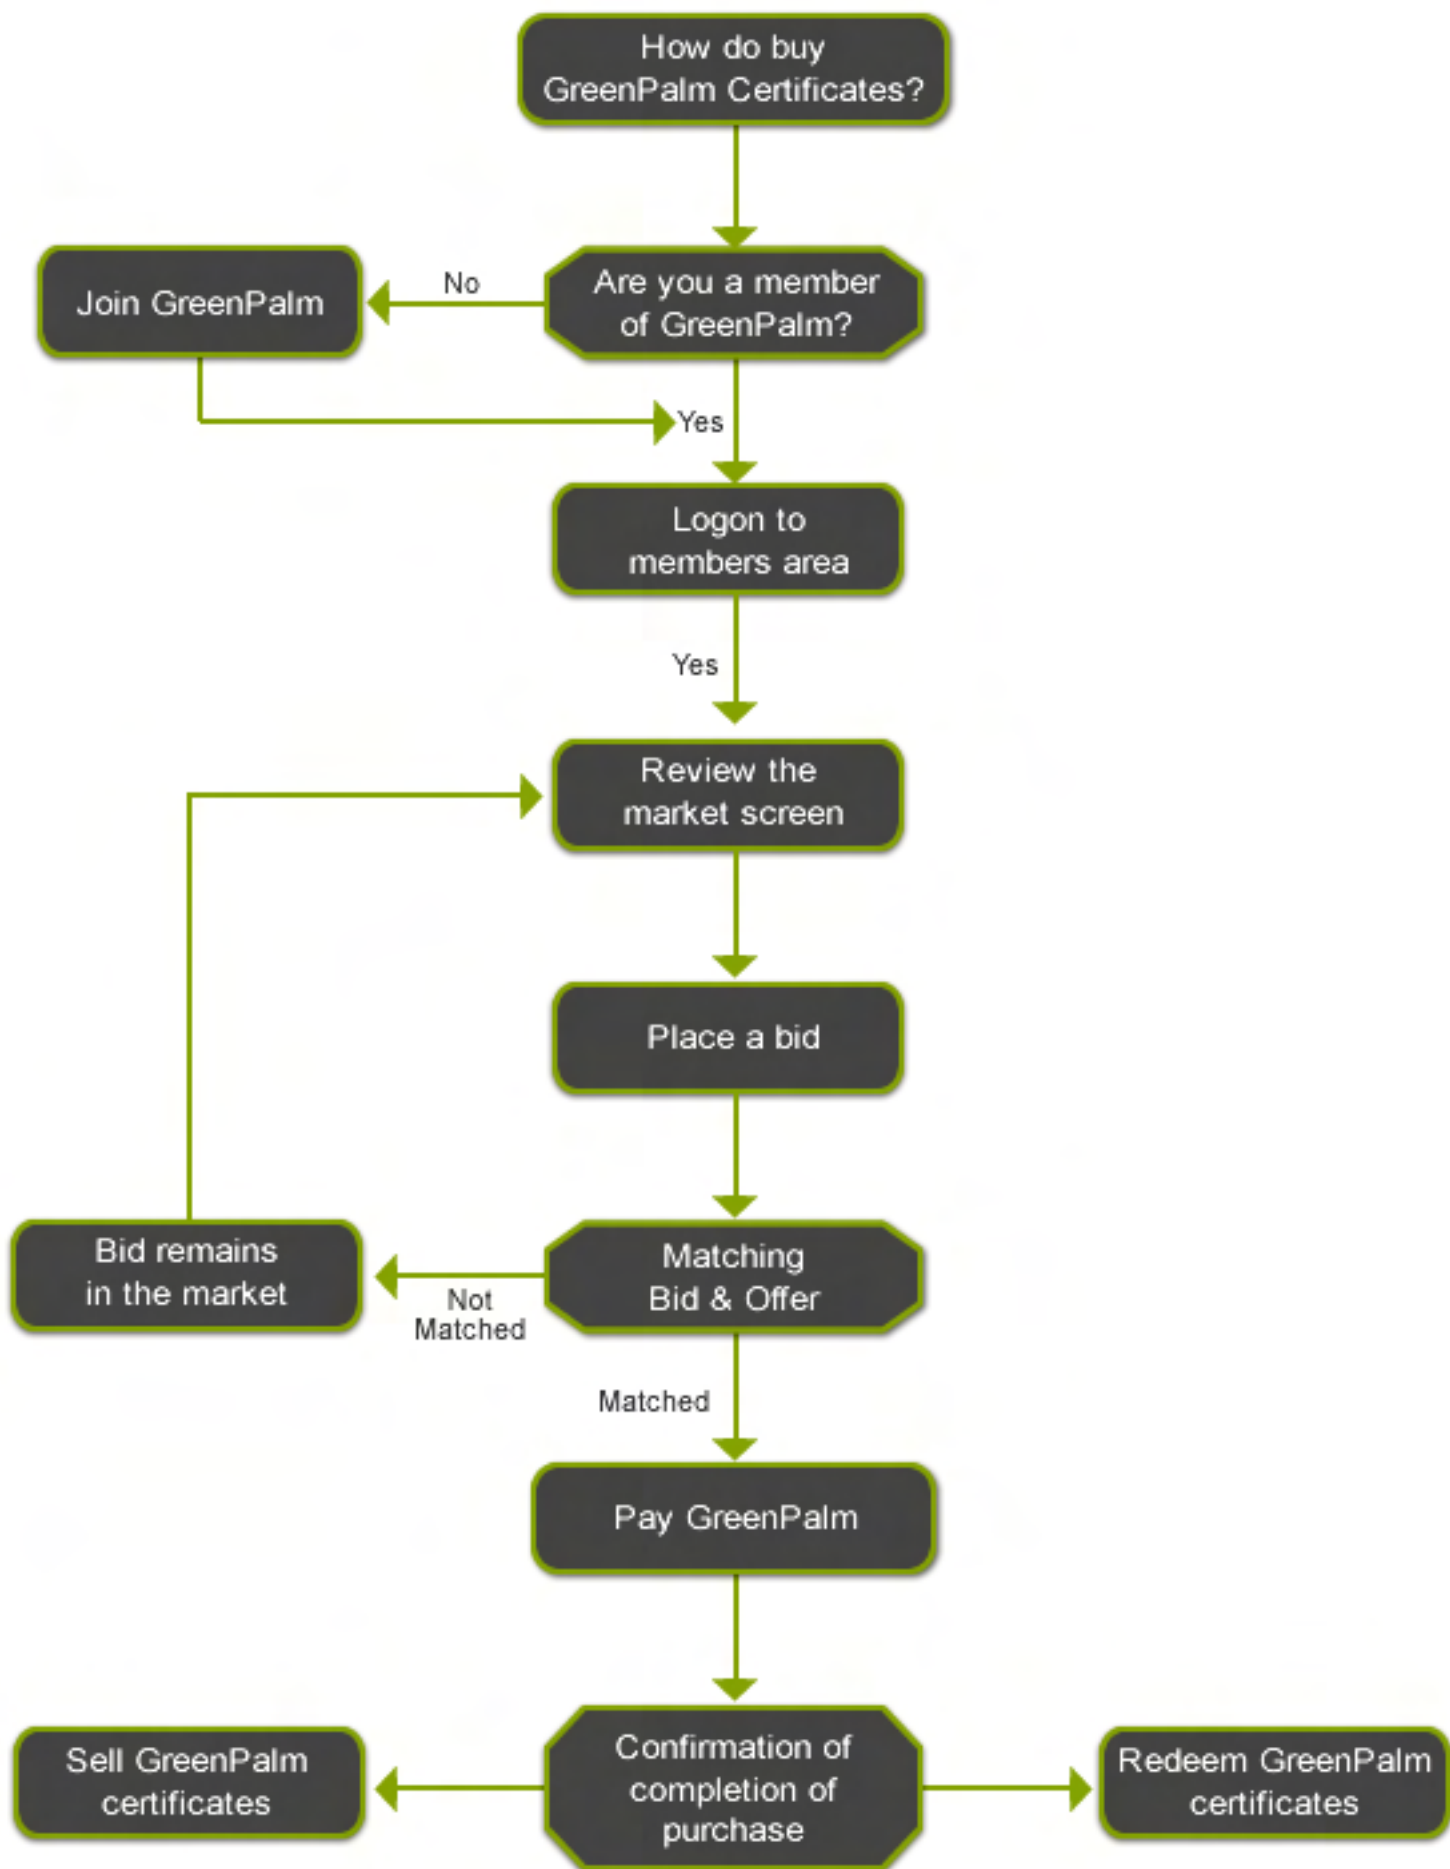 How do buy
GreenPalm Certificates?
Are you a member
of GreenPalm?
No
Join GreenPalm
Yes
Logon to
members area
Yes
Review the
market screen
Place a bid
Matching
Bid & Offer
Not
Matched
Bid remains
in the market
Matched
Pay GreenPalm
Confirmation of
completion of
purchase
Sell GreenPalm
certificates
Redeem GreenPalm
certificates